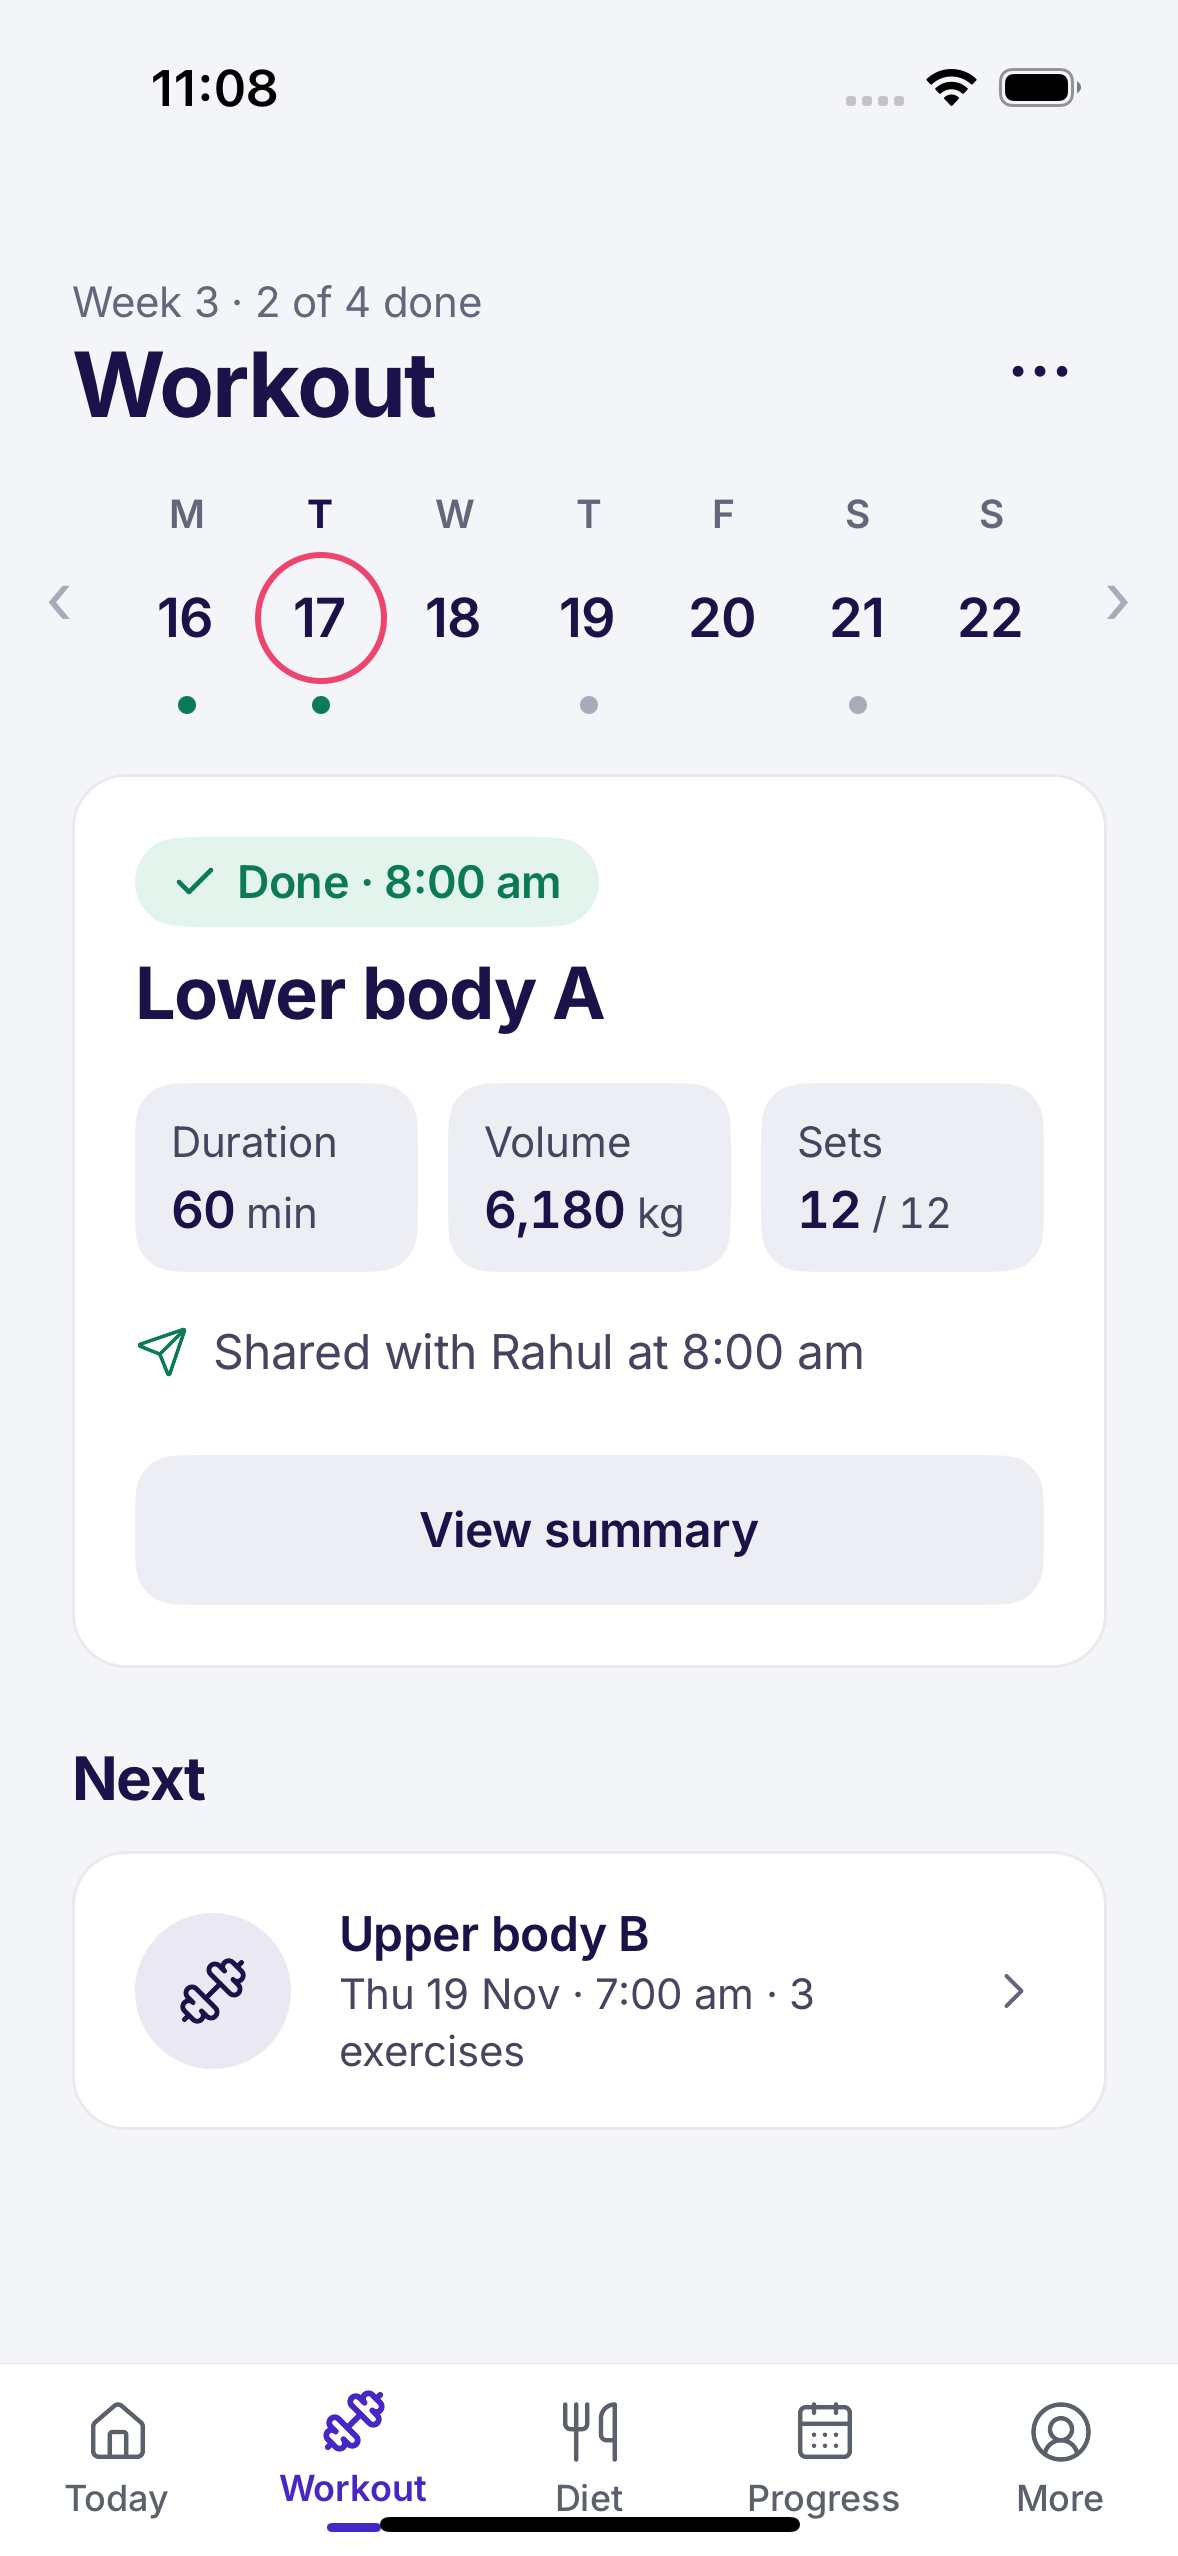 11:08
Week 3 · 2 of 4 done
Workout
M T W T F S S
16 17 18 19 20 21 22
Done · 8:00 am
Lower body A
Duration Volume Sets
60 min 6,180 kg 12 / 12
Shared with Rahul at 8:00 am
View summary
Next
Upper body B
Thu 19 Nov · 7:00 am · 3
exercises
Today Workout Diet Progress More